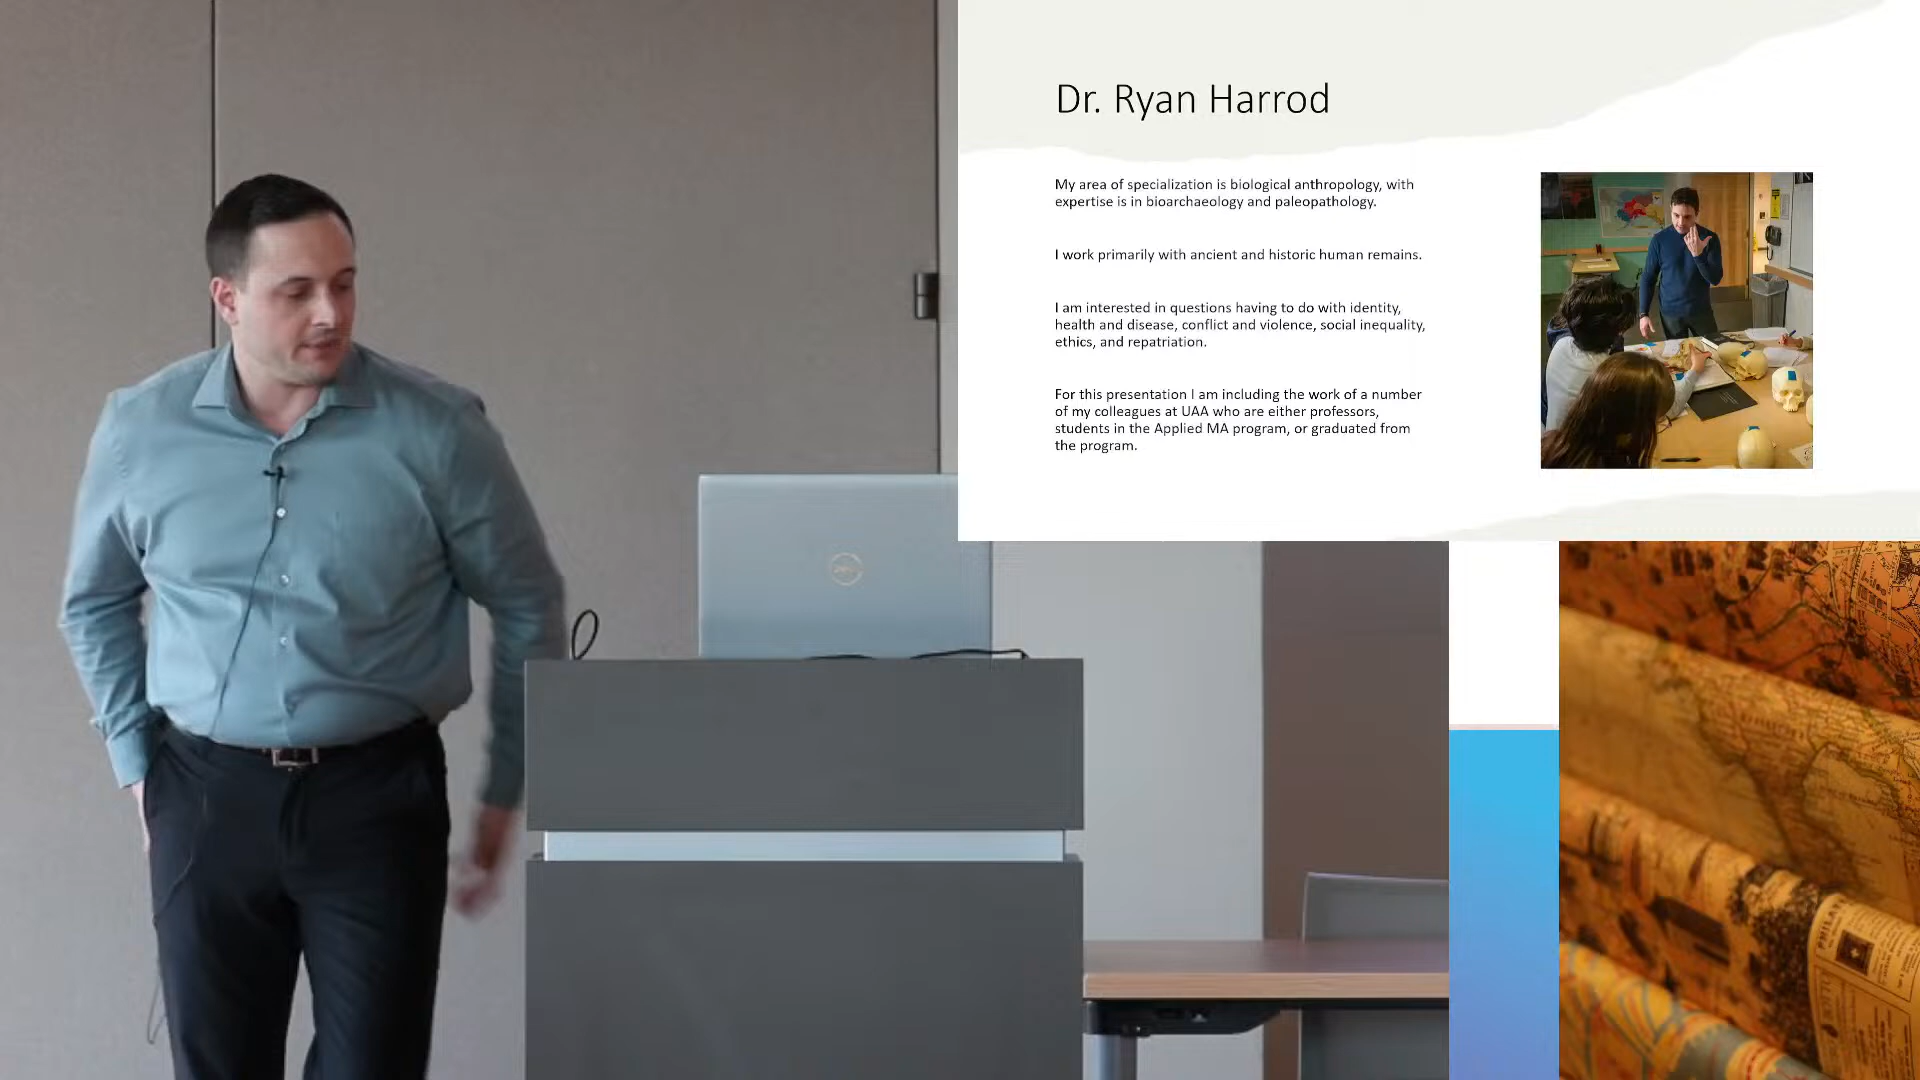 Dr. Ryan Harrod
My area of specialization is biological anthropology, with
expertise is in bioarchaeology and paleopathology.
I work primarily with ancient and historic human remains.
I am interested in questions having to do with identity,
health and disease, conflict and violence, social inequality,
ethics, and repatriation.
For this presentation I am including the work of a number
of my colleagues at UAA who are either professors,
students in the Applied MA program, or graduated from
the program.
DELL